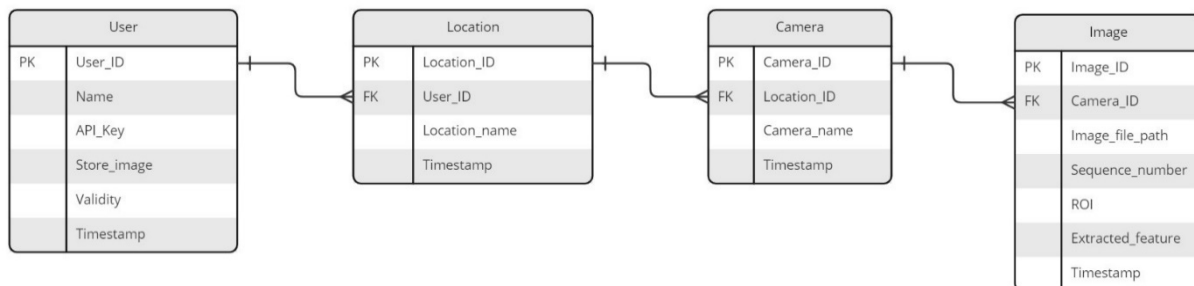 User
PK User_ID
Name
API_Key
Store_image
Validity
Timestamp
Location
PK Location_ID
FK User_ID
Location_name
Timestamp
Camera
PK Camera_ID
FK Location_ID
Camera_name
Timestamp
Image
PK Image_ID
FK Camera_ID
Image_file_path
Sequence_number
ROI
Extracted_feature
Timestamp